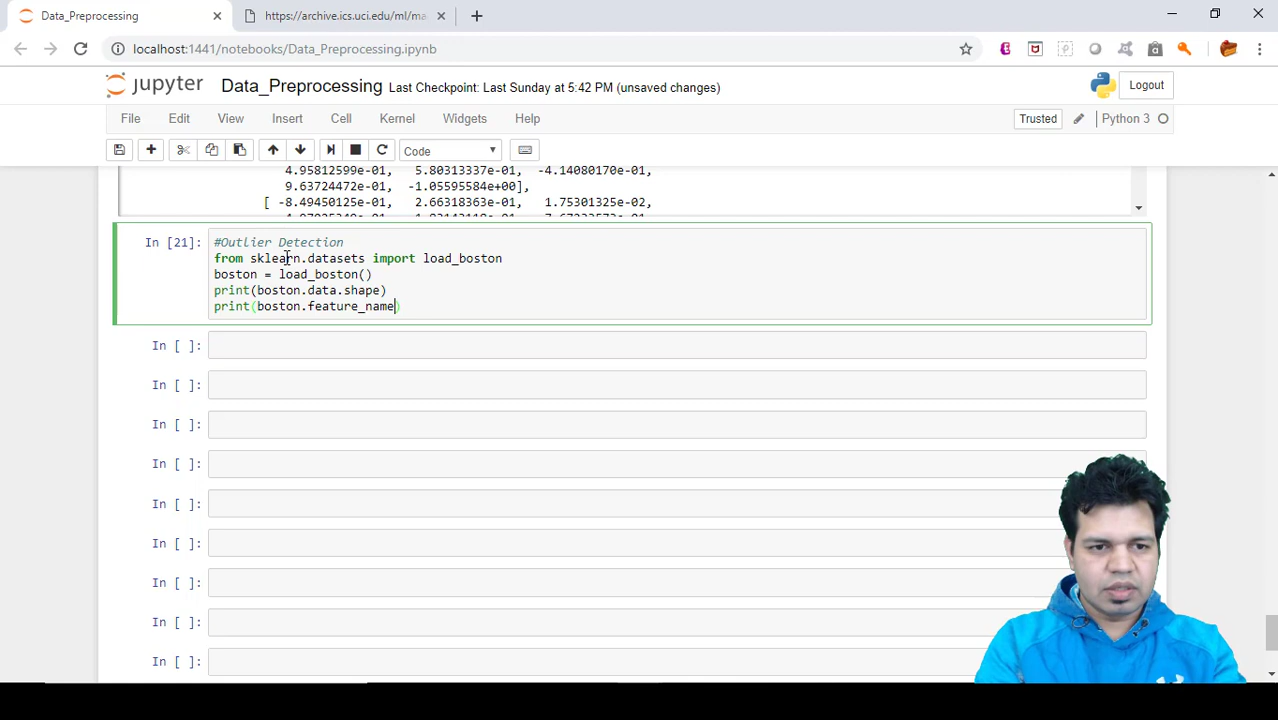 Data_Preprocessing
https://archive.ics.uci.edu/ml/ma
localhost:1441/notebooks/Data_Preprocessing.ipynb
jupyter Data_Preprocessing Last Checkpoint: Last Sunday at 5:42 PM (unsaved changes)
Logout
File Edit View Insert Cell Kernel Widgets Help
Trusted Python 3
Code
4.95812599e-01, 5.80313337e-01, -4.14080170e-01,
9.63724472e-01, -1.05595584e+00],
[ -8.49450125e-01, 2.66318363e-01, 1.75301325e-02,
In [21]:
#Outlier Detection
from sklearn.datasets import load_boston
boston = load_boston()
print(boston.data.shape)
print(boston.feature_name)
In [ ]:
In [ ]:
In [ ]:
In [ ]:
In [ ]:
In [ ]:
In [ ]:
In [ ]:
In [ ]: